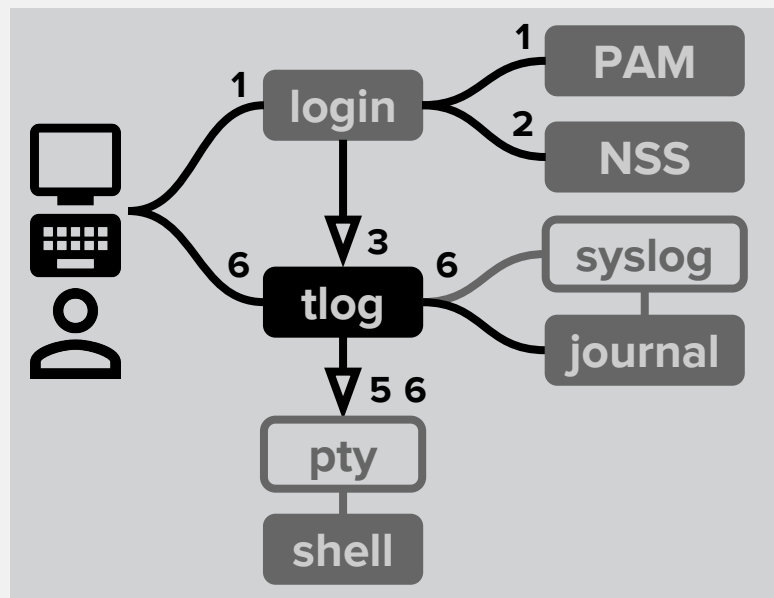 1
PAM
1
login
2
NSS
3
6
6
syslog
tlog
journal
5 6
pty
shell